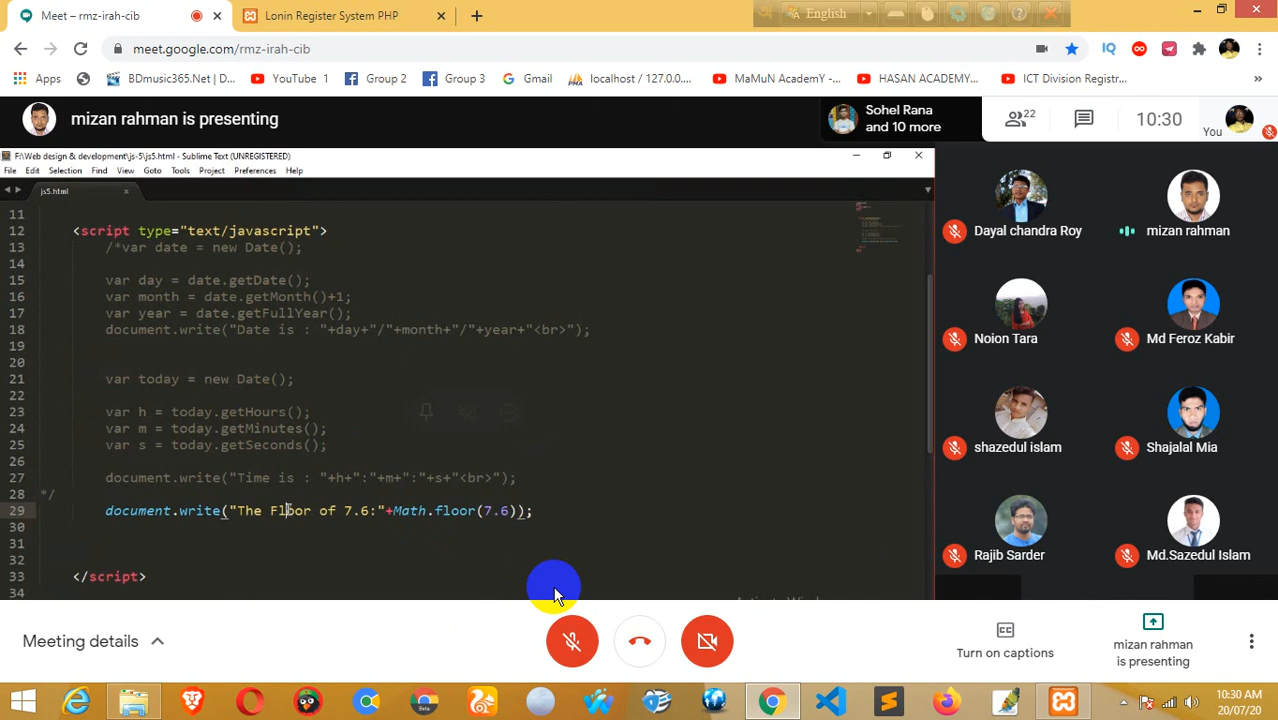 Meet – rmz-irah-cib
Lonin Register System PHP
English
meet.google.com/rmz-irah-cib
IQ
Apps
BDmusic365.Net | D...
YouTube 1
Group 2
Group 3
Gmail
localhost / 127.0.0....
MaMuN AcademY -...
HASAN ACADEMY...
ICT Division Registr...
mizan rahman is presenting
Sohel Rana
and 10 more
22
10:30
You
F:\Web design & development\js-5\js5.html - Sublime Text (UNREGISTERED)
File Edit Selection Find View Goto Tools Project Preferences Help
js5.html
11
12 <script type="text/javascript">
13 /*var date = new Date();
14
15 var day = date.getDate();
16 var month = date.getMonth()+1;
17 var year = date.getFullYear();
18 document.write("Date is : "+day+"/"+month+"/"+year+"<br>");
19
20
21 var today = new Date();
22
23 var h = today.getHours();
24 var m = today.getMinutes();
25 var s = today.getSeconds();
26
27 document.write("Time is : "+h+":"+m+":"+s+"<br>");
28 */
29 document.write("The Floor of 7.6:"+Math.floor(7.6));
30
31
32
33 </script>
34
Dayal chandra Roy
mizan rahman
Noion Tara
Md Feroz Kabir
shazedul islam
Shajalal Mia
Rajib Sarder
Md.Sazedul Islam
Meeting details
Turn on captions
mizan rahman
is presenting
Beta
10:30 AM
20/07/20